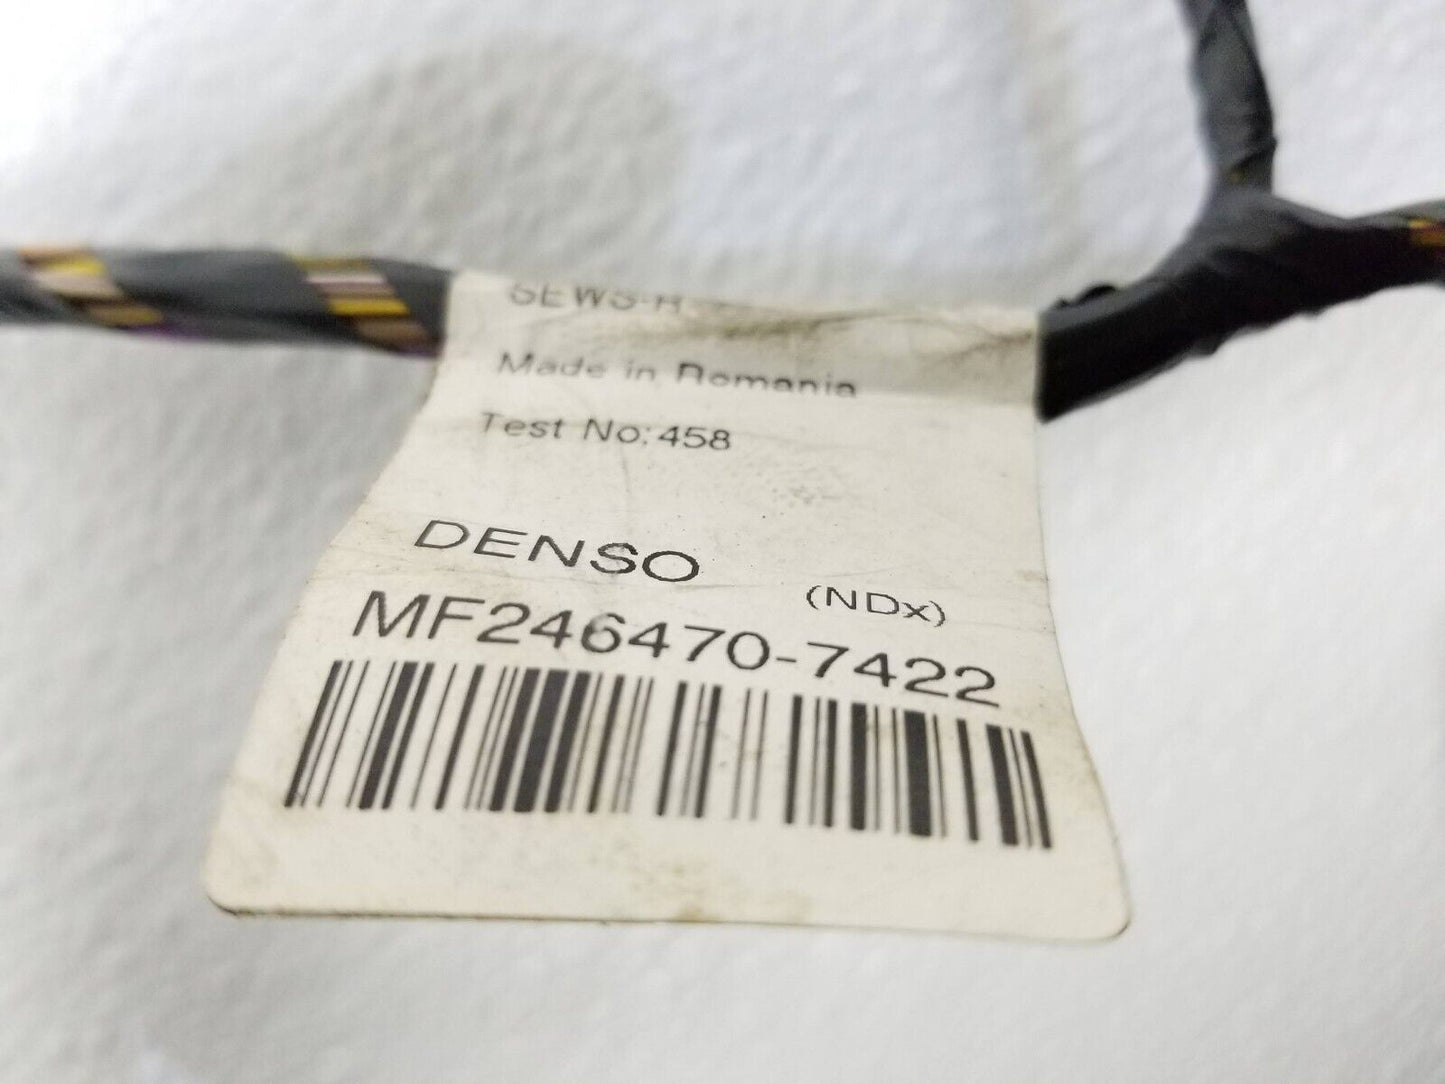 SEWS-R
Made in Romania
Test No:458
DENSO (NDx)
MF246470-7422